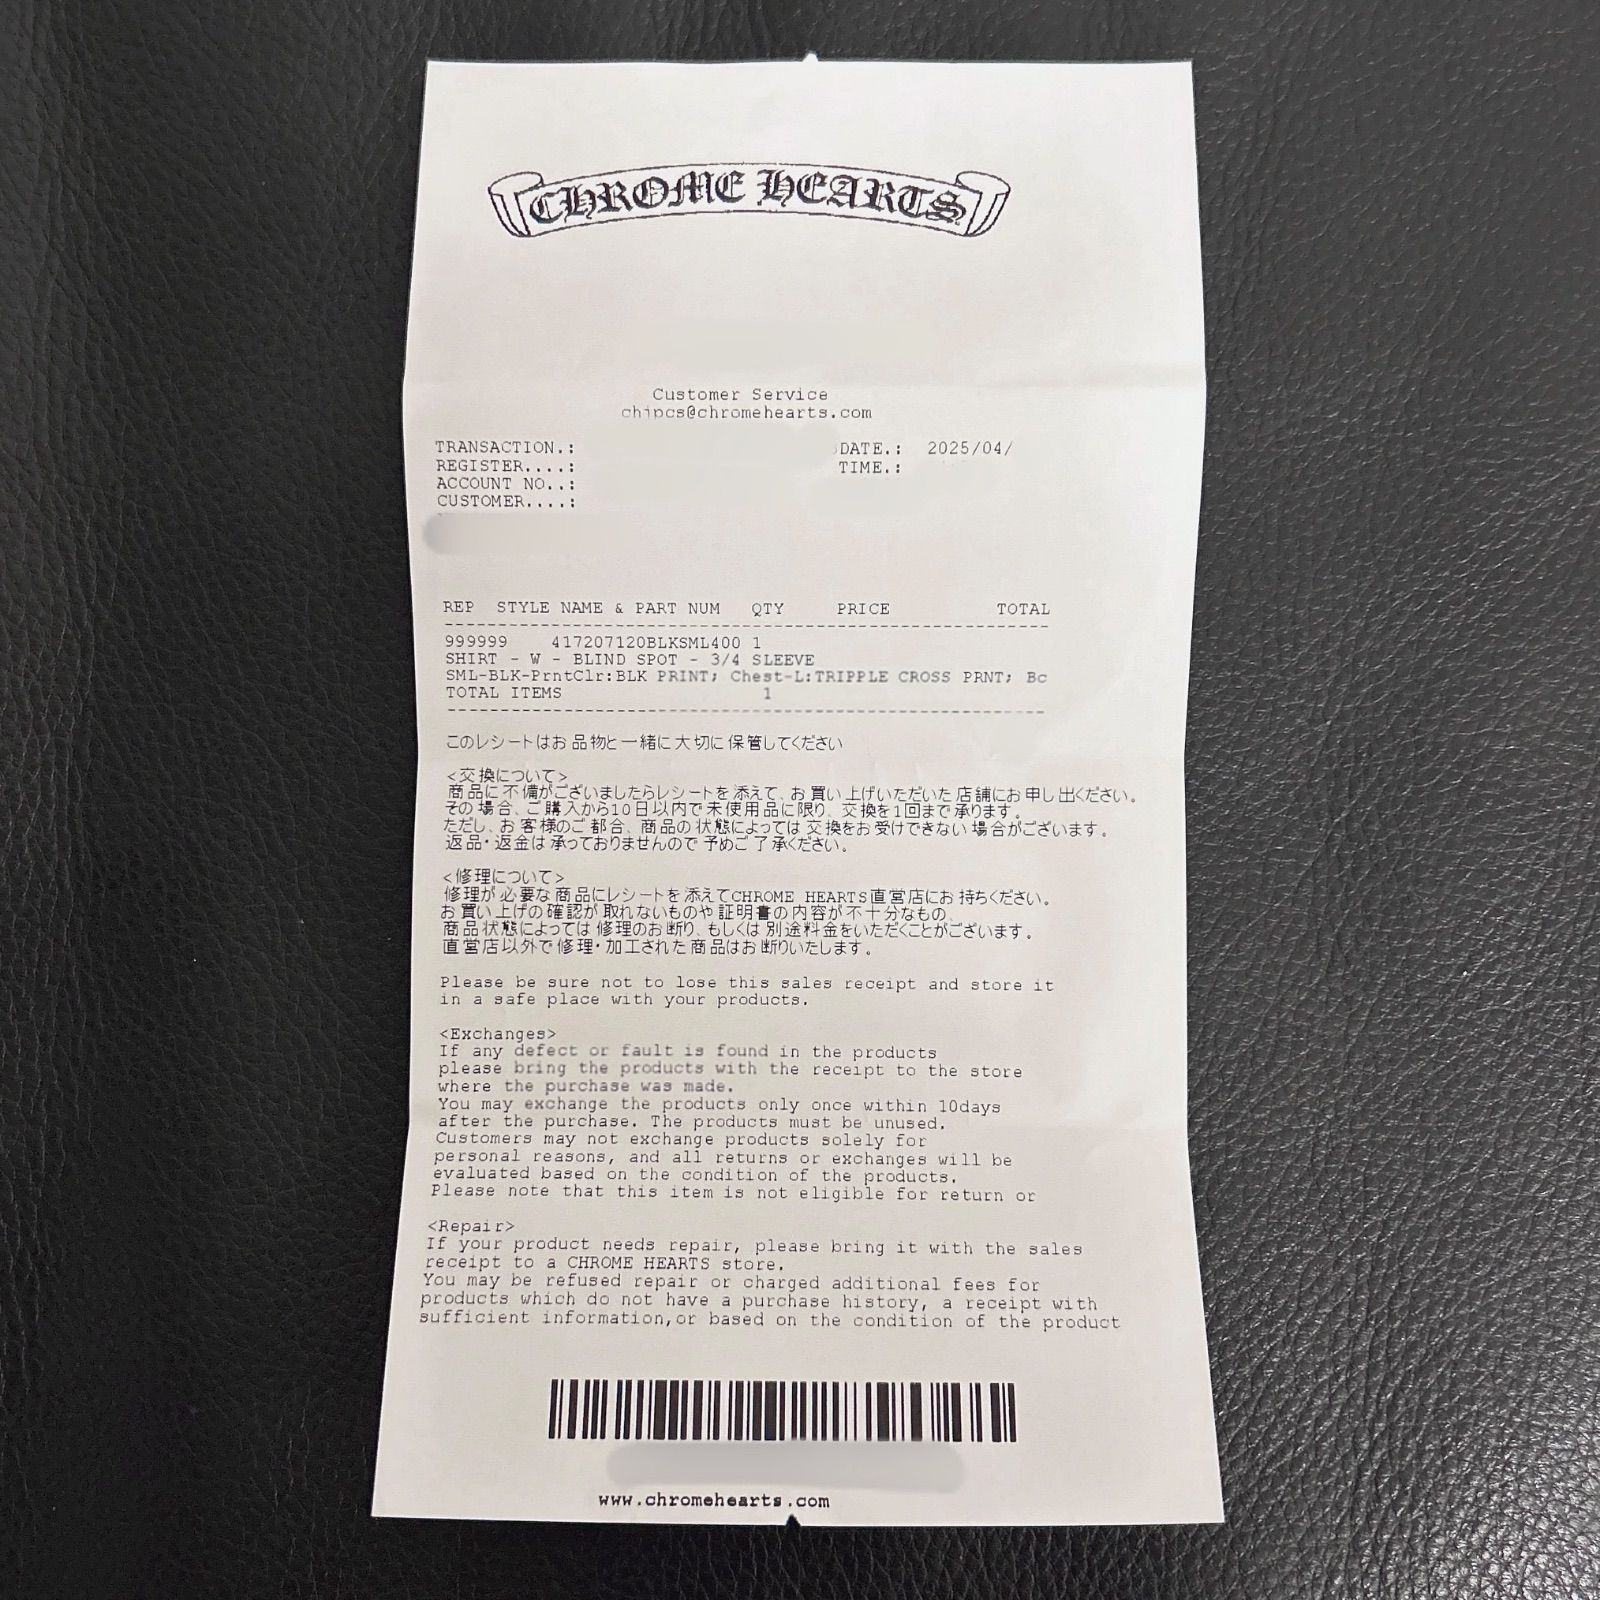 CHROME HEARTS
Customer Service
chjpcs@chromehearts.com
TRANSACTION.: DATE.: 2025/04/
REGISTER....: TIME.:
ACCOUNT NO..:
CUSTOMER....:
REP STYLE NAME & PART NUM QTY PRICE TOTAL
999999 417207120BLKSML400 1
SHIRT - W - BLIND SPOT - 3/4 SLEEVE
SML-BLK-PrntClr:BLK PRINT; Chest-L:TRIPPLE CROSS PRNT; Bc
TOTAL ITEMS 1
このレシートはお品物と一緒に大切に保管してください
<交換について>
商品に不備がございましたらレシートを添えて、お買い上げいただいた店舗にお申し出ください。
その場合、ご購入から10日以内で未使用品に限り、交換を1回まで承ります。
ただし、お客様のご都合、商品の状態によっては交換をお受けできない場合がございます。
返品・返金は承っておりませんので予めご了承ください。
<修理について>
修理が必要な商品にレシートを添えてCHROME HEARTS直営店にお持ちください。
お買い上げの確認が取れないものや証明書の内容が不十分なもの、
商品状態によっては修理のお断り、もしくは別途料金をいただくことがございます。
直営店以外で修理・加工された商品はお断りいたします。
Please be sure not to lose this sales receipt and store it
in a safe place with your products.
<Exchanges>
If any defect or fault is found in the products
please bring the products with the receipt to the store
where the purchase was made.
You may exchange the products only once within 10days
after the purchase. The products must be unused.
Customers may not exchange products solely for
personal reasons, and all returns or exchanges will be
evaluated based on the condition of the products.
Please note that this item is not eligible for return or
<Repair>
If your product needs repair, please bring it with the sales
receipt to a CHROME HEARTS store.
You may be refused repair or charged additional fees for
products which do not have a purchase history, a receipt with
sufficient information,or based on the condition of the product
www.chromehearts.com